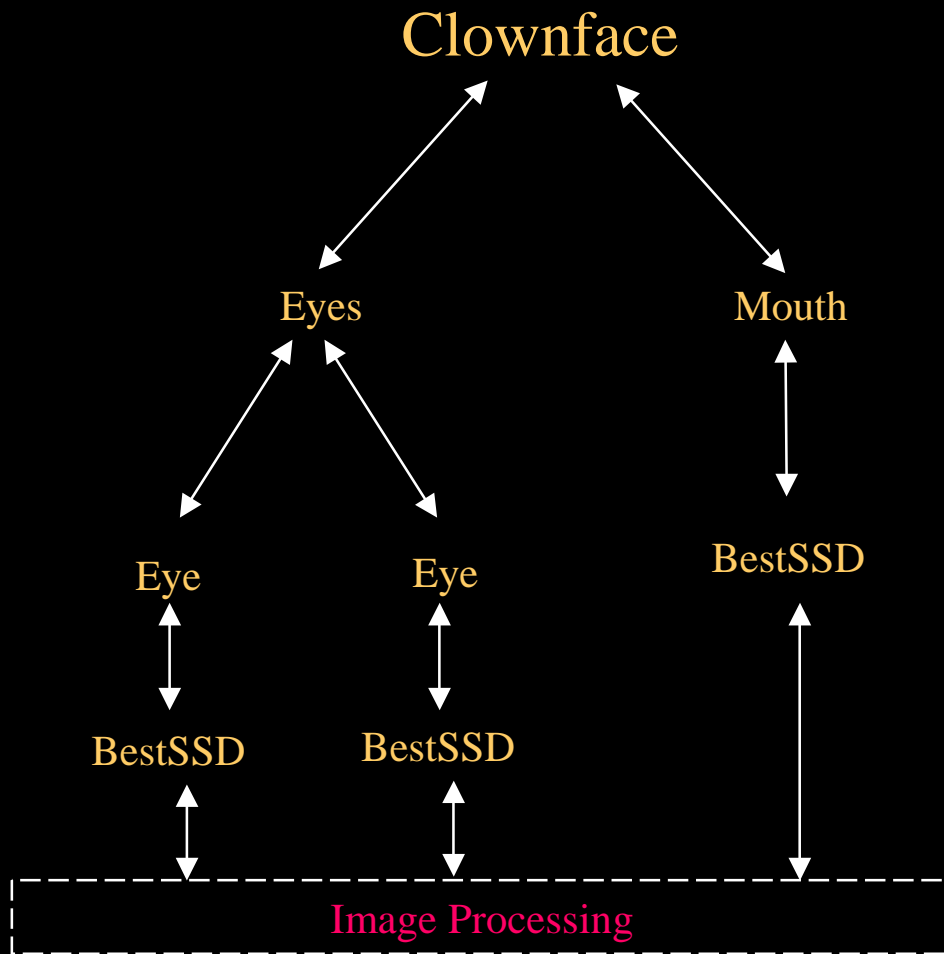 Clownface
Eyes
Mouth
Eye
Eye
BestSSD
BestSSD
BestSSD
Image Processing